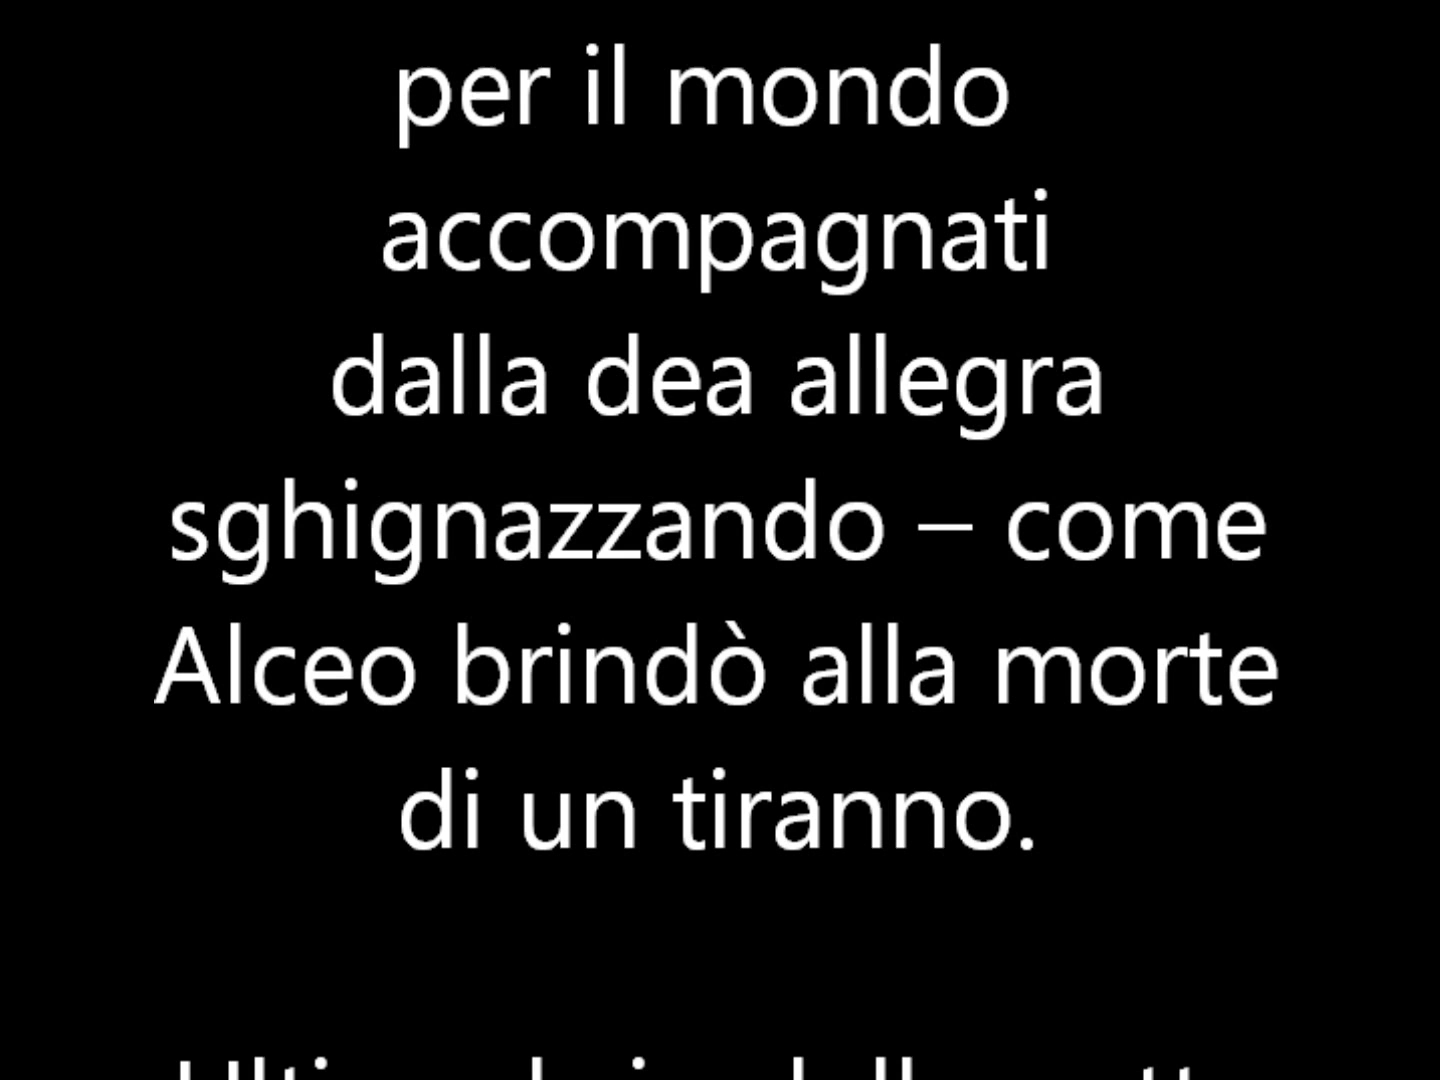 per il mondo
accompagnati
dalla dea allegra
sghignazzando – come
Alceo brindò alla morte
di un tiranno.